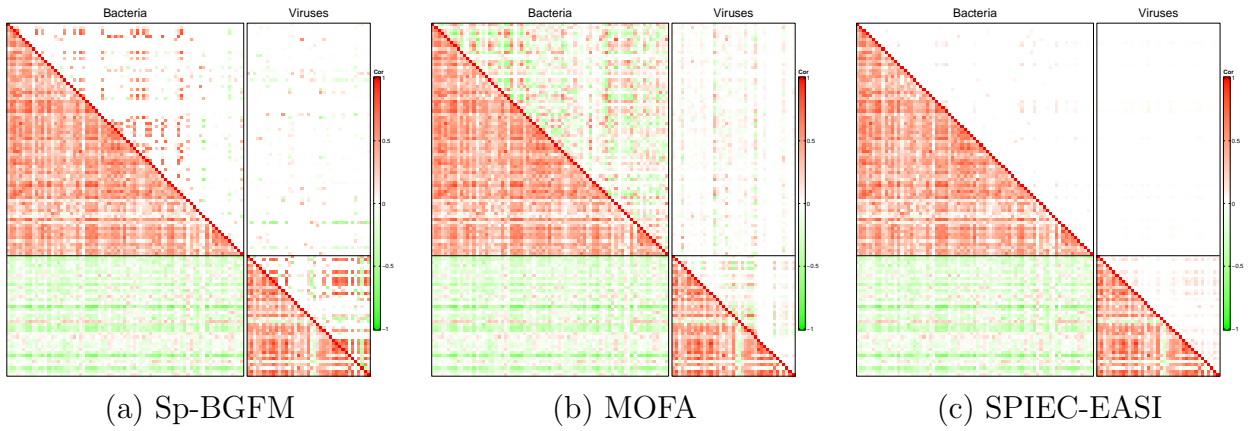 Bacteria Viruses
Cor
1
0.5
0
−0.5
−1
(a) Sp-BGFM
Bacteria Viruses
Cor
1
0.5
0
−0.5
−1
(b) MOFA
Bacteria Viruses
Cor
1
0.5
0
−0.5
−1
(c) SPIEC-EASI